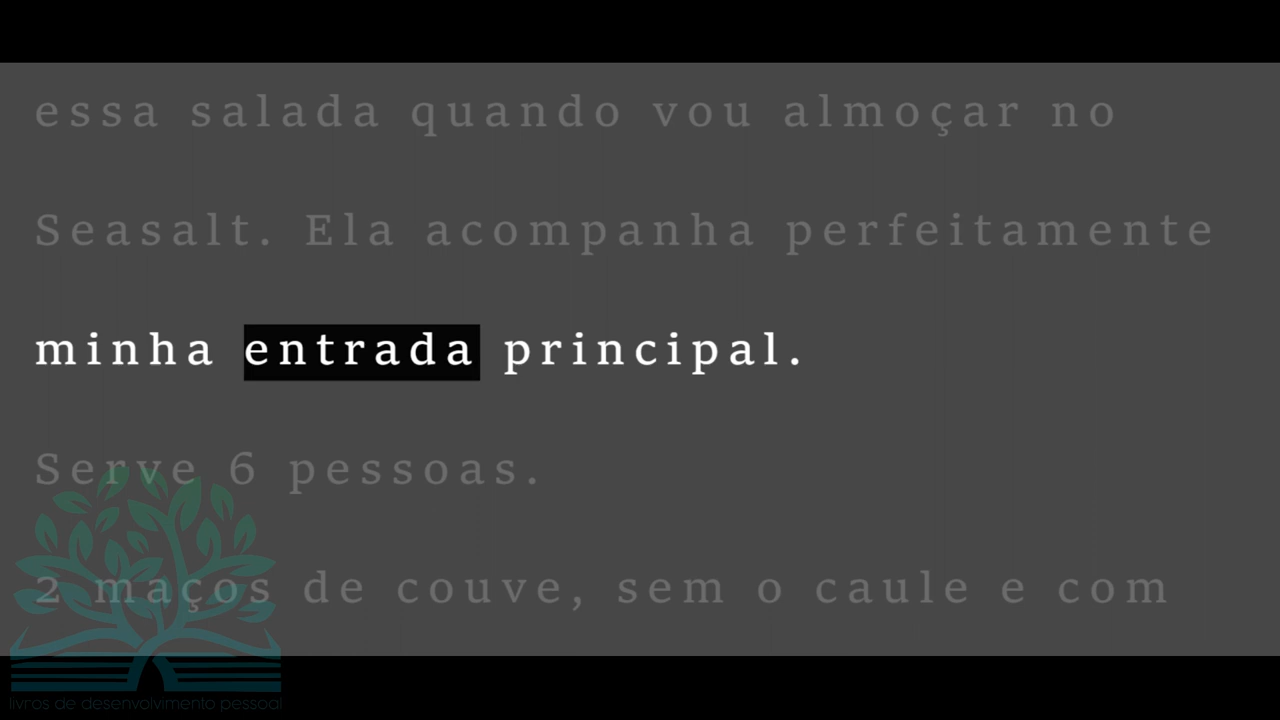 essa salada quando vou almoçar no
Seasalt. Ela acompanha perfeitamente
minha entrada principal.
Serve 6 pessoas.
2 maços de couve, sem o caule e com
livros de desenvolvimento pessoal